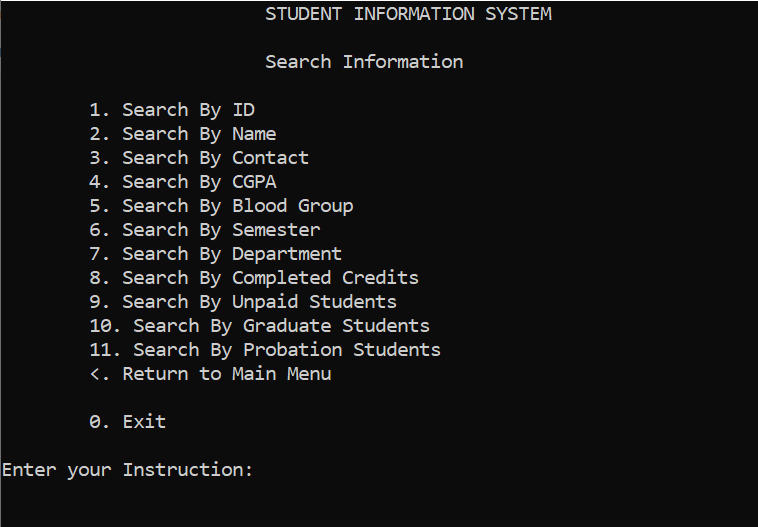 STUDENT INFORMATION SYSTEM
Search Information
1. Search By ID
2. Search By Name
3. Search By Contact
4. Search By CGPA
5. Search By Blood Group
6. Search By Semester
7. Search By Department
8. Search By Completed Credits
9. Search By Unpaid Students
10. Search By Graduate Students
11. Search By Probation Students
<. Return to Main Menu
0. Exit
Enter your Instruction: